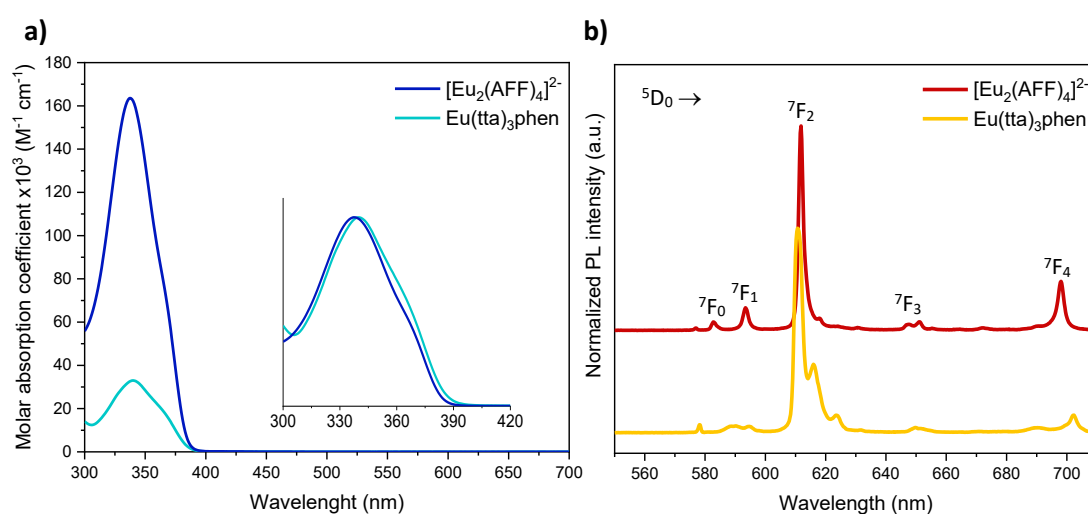 a)
[Eu₂(AFF)₄]²⁻
Eu(tta)₃phen
Molar absorption coefficient x10³ (M⁻¹ cm⁻¹)
180
160
140
120
100
80
60
40
20
0
300 330 360 390 420
300 350 400 450 500 550 600 650 700
Wavelenght (nm)
b)
[Eu₂(AFF)₄]²⁻
Eu(tta)₃phen
⁵D₀ →
⁷F₀
⁷F₁
⁷F₂
⁷F₃
⁷F₄
Normalized PL intensity (a.u.)
560 580 600 620 640 660 680 700
Wavelength (nm)